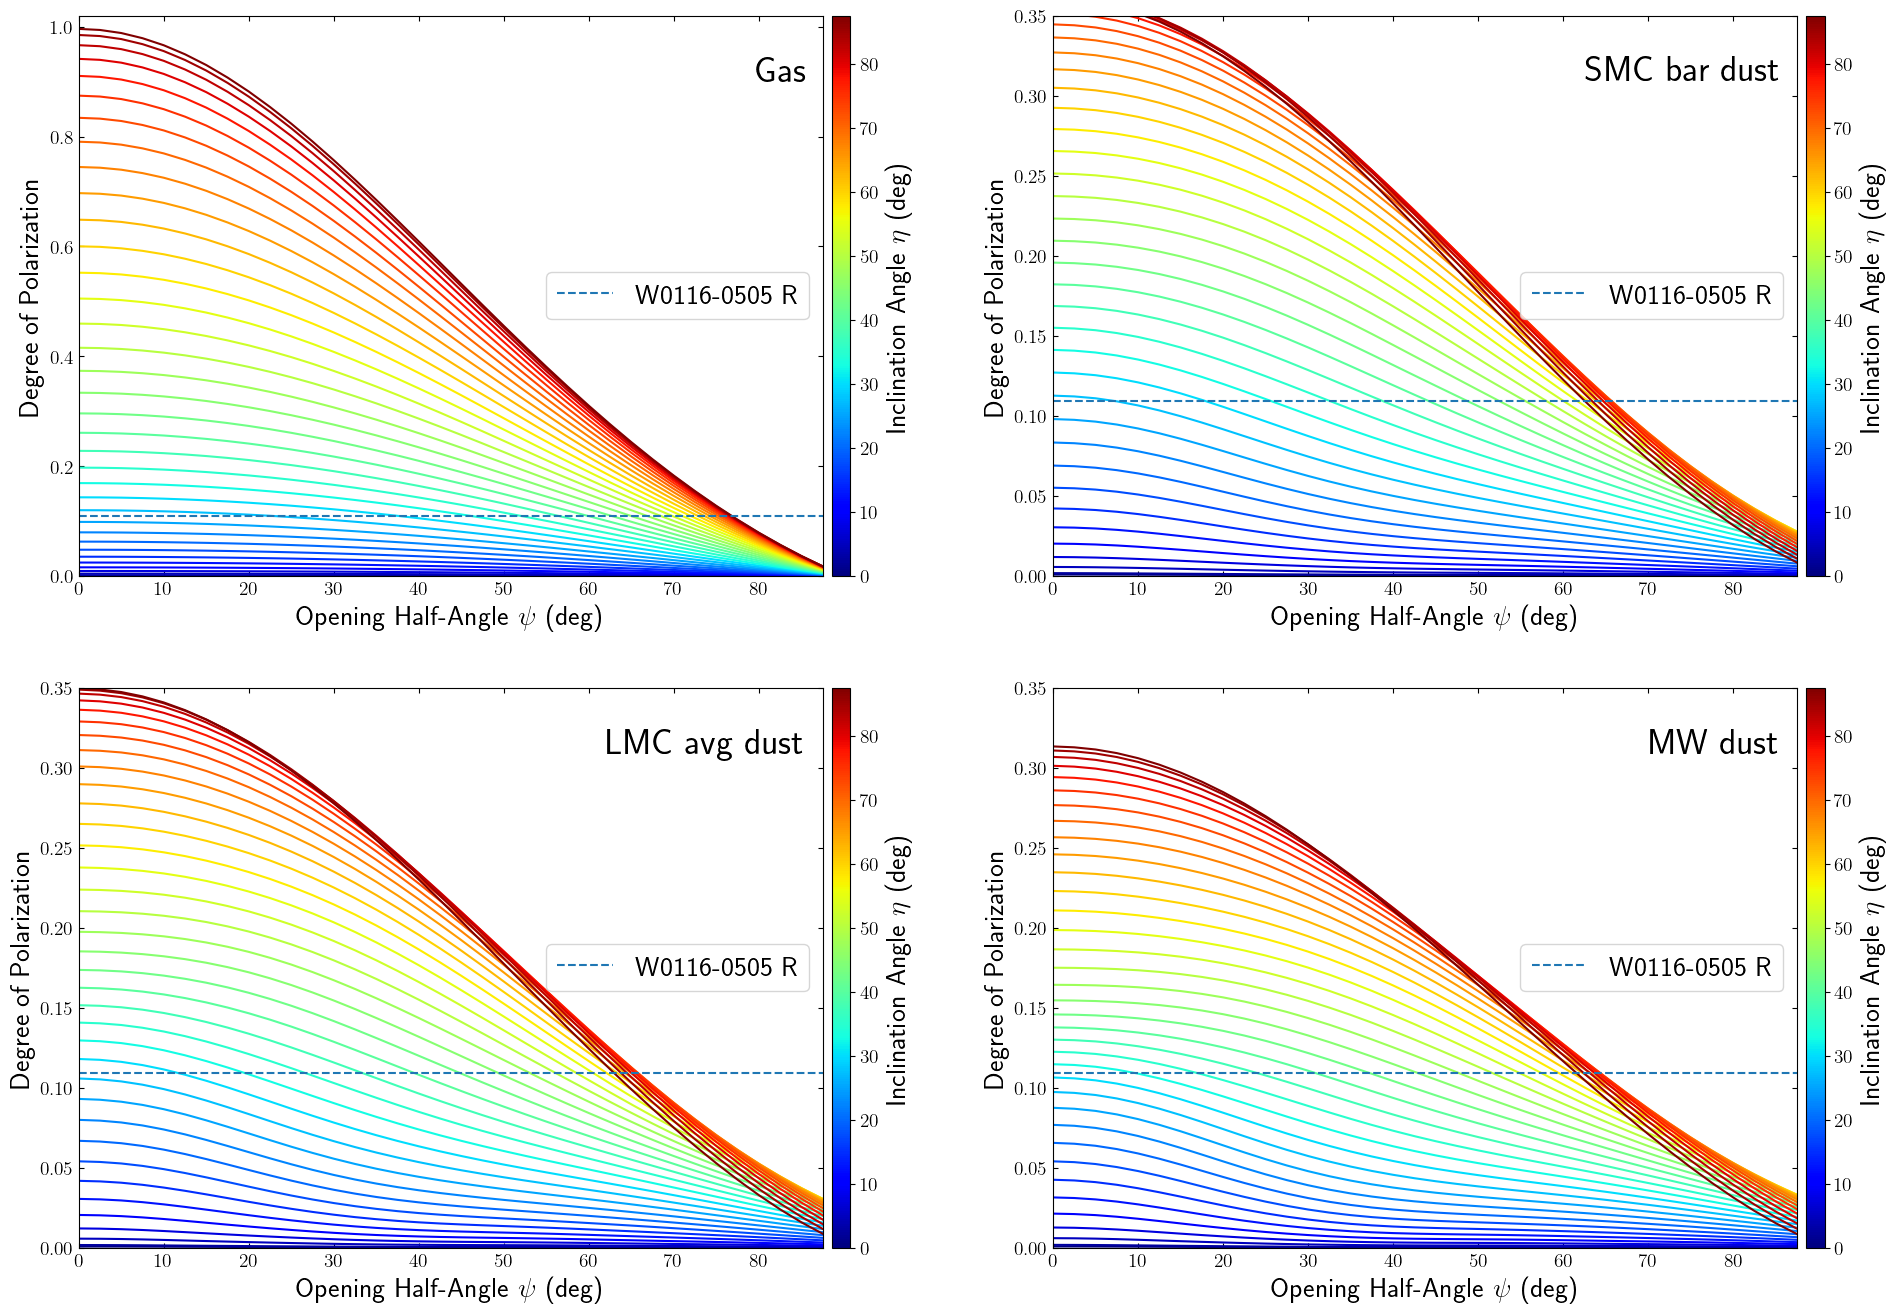 Gas
W0116-0505 R
Degree of Polarization
0.0
0.2
0.4
0.6
0.8
1.0
0 10 20 30 40 50 60 70 80
Opening Half-Angle ψ (deg)
0 10 20 30 40 50 60 70 80
Inclination Angle η (deg)
SMC bar dust
W0116-0505 R
Degree of Polarization
0.00
0.05
0.10
0.15
0.20
0.25
0.30
0.35
0 10 20 30 40 50 60 70 80
Opening Half-Angle ψ (deg)
0 10 20 30 40 50 60 70 80
Inclination Angle η (deg)
LMC avg dust
W0116-0505 R
Degree of Polarization
0.00
0.05
0.10
0.15
0.20
0.25
0.30
0.35
0 10 20 30 40 50 60 70 80
Opening Half-Angle ψ (deg)
0 10 20 30 40 50 60 70 80
Inclination Angle η (deg)
MW dust
W0116-0505 R
Degree of Polarization
0.00
0.05
0.10
0.15
0.20
0.25
0.30
0.35
0 10 20 30 40 50 60 70 80
Opening Half-Angle ψ (deg)
0 10 20 30 40 50 60 70 80
Inclination Angle η (deg)